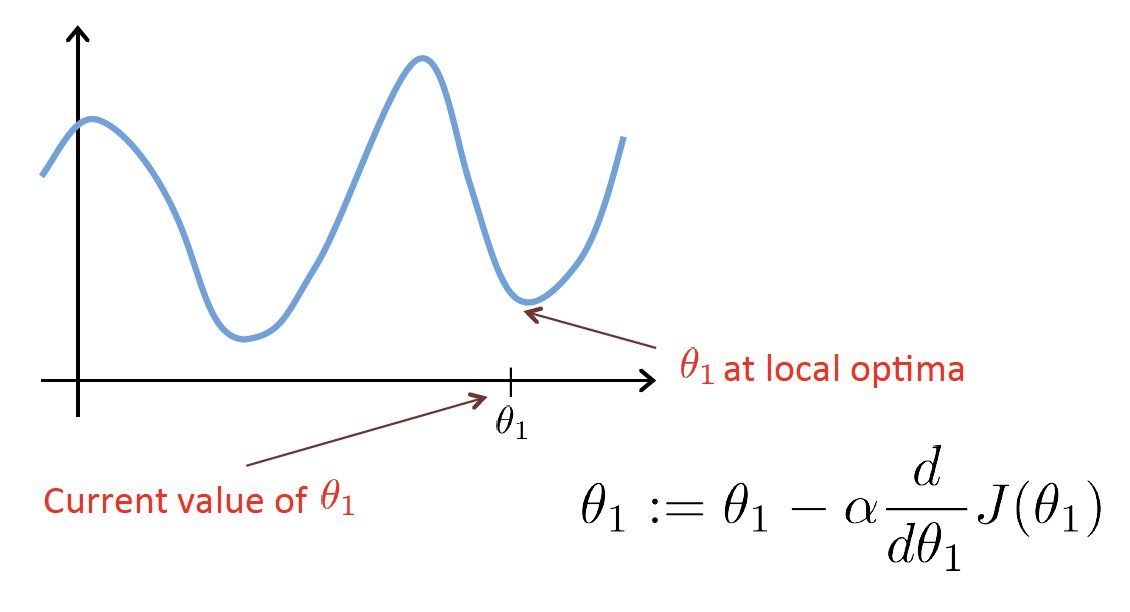 θ₁ at local optima
θ₁
Current value of θ₁
θ₁ := θ₁ − α d/dθ₁ J(θ₁)